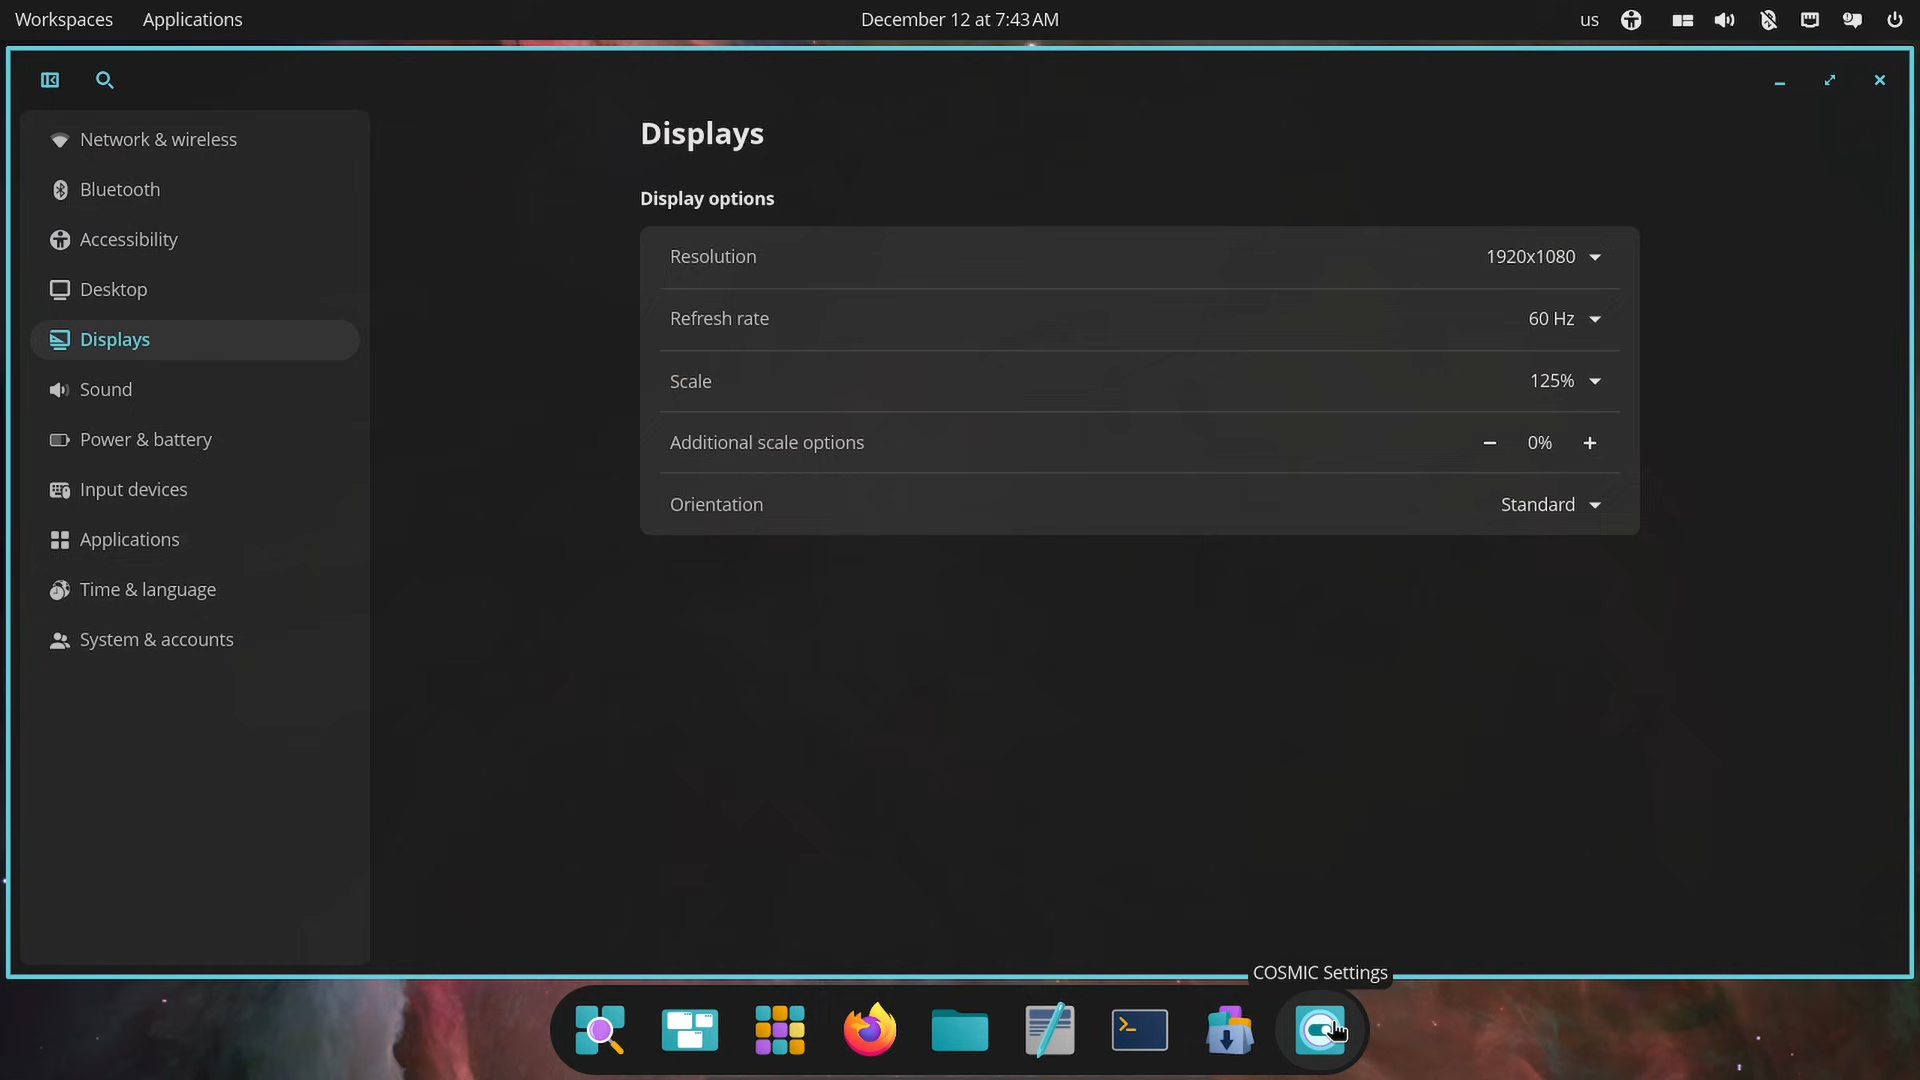 Workspaces Applications December 12 at 7:43 AM us
Network & wireless
Bluetooth
Accessibility
Desktop
Displays
Sound
Power & battery
Input devices
Applications
Time & language
System & accounts
Displays
Display options
Resolution 1920x1080
Refresh rate 60 Hz
Scale 125%
Additional scale options − 0% +
Orientation Standard
COSMIC Settings